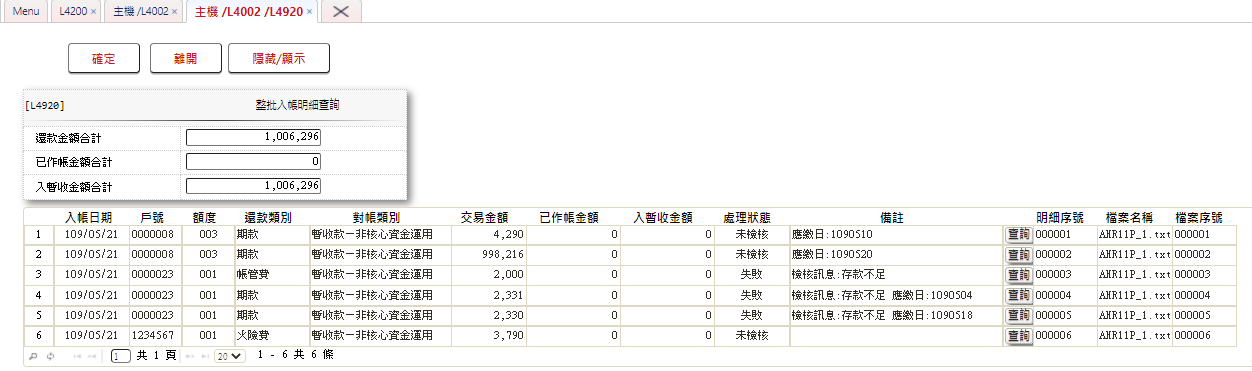 Menu L4200 × 主機 /L4002 × 主機 /L4002 /L4920 ×
確定 離開 隱藏/顯示
[L4920] 整批入帳明細查詢
還款金額合計 1,006,296
已作帳金額合計 0
入暫收金額合計 1,006,296
入帳日期 戶號 額度 還款類別 對帳類別 交易金額 已作帳金額 入暫收金額 處理狀態 備註 明細序號 檔案名稱 檔案序號
1 109/05/21 0000008 003 期款 暫收款－非核心資金運用 4,290 0 0 未檢核 應繳日:1090510 查詢 000001 AHR11P_1.txt 000001
2 109/05/21 0000008 003 期款 暫收款－非核心資金運用 998,216 0 0 未檢核 應繳日:1090520 查詢 000002 AHR11P_1.txt 000002
3 109/05/21 0000023 001 帳管費 暫收款－非核心資金運用 2,000 0 0 失敗 檢核訊息:存款不足 查詢 000003 AHR11P_1.txt 000003
4 109/05/21 0000023 001 期款 暫收款－非核心資金運用 2,331 0 0 失敗 檢核訊息:存款不足 應繳日:1090504 查詢 000004 AHR11P_1.txt 000004
5 109/05/21 0000023 001 期款 暫收款－非核心資金運用 2,330 0 0 失敗 檢核訊息:存款不足 應繳日:1090518 查詢 000005 AHR11P_1.txt 000005
6 109/05/21 1234567 001 火險費 暫收款－非核心資金運用 3,790 0 0 未檢核 查詢 000006 AHR11P_1.txt 000006
1 共 1 頁 20 1 - 6 共 6 條